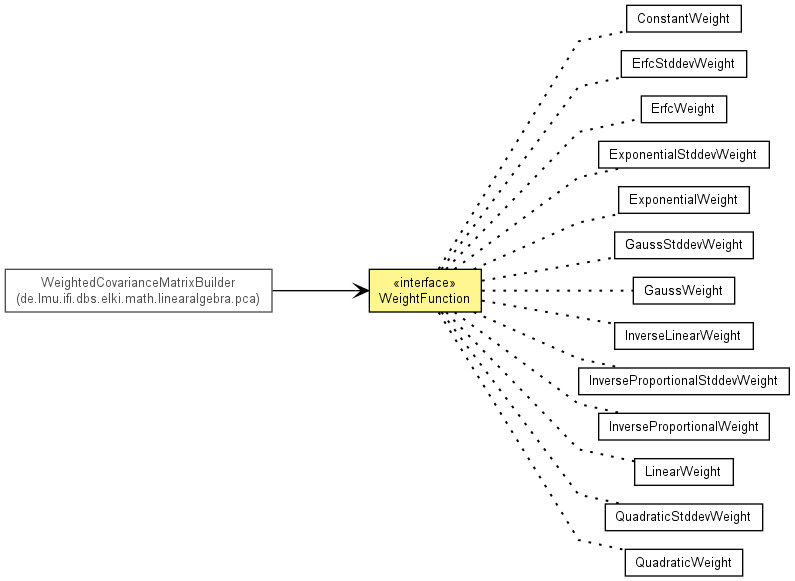 ConstantWeight
ErfcStddevWeight
ErfcWeight
ExponentialStddevWeight
ExponentialWeight
GaussStddevWeight
WeightedCovarianceMatrixBuilder
(de.lmu.ifi.dbs.elki.math.linearalgebra.pca)
«interface»
WeightFunction
GaussWeight
InverseLinearWeight
InverseProportionalStddevWeight
InverseProportionalWeight
LinearWeight
QuadraticStddevWeight
QuadraticWeight